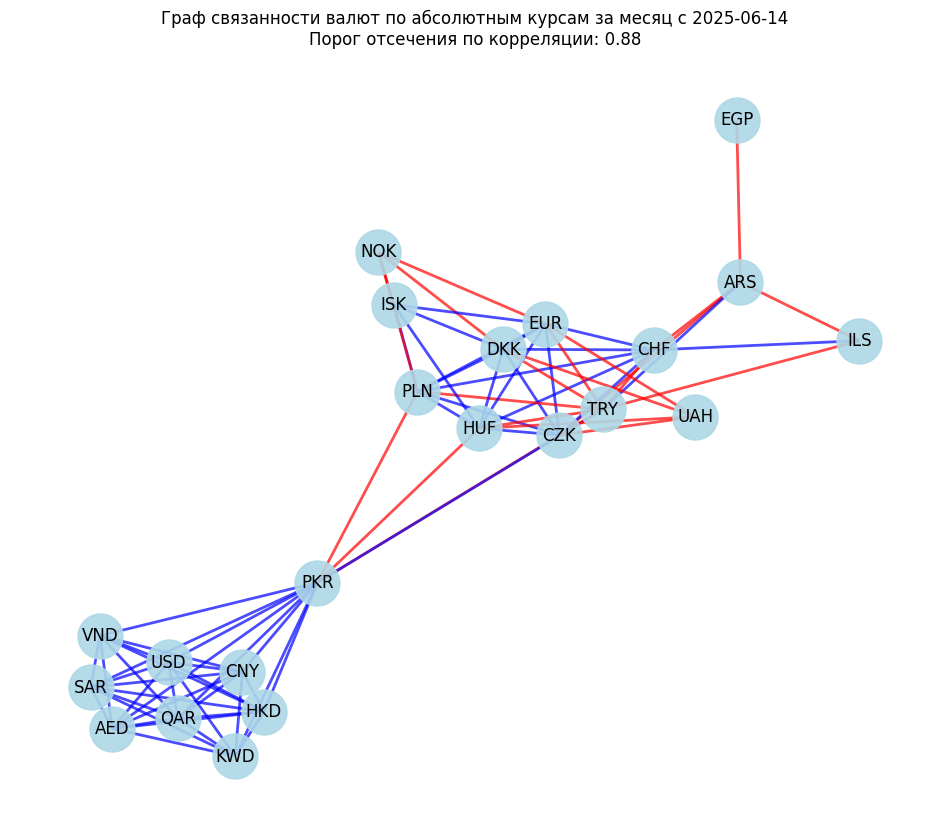 Граф связанности валют по абсолютным курсам за месяц с 2025-06-14
Порог отсечения по корреляции: 0.88
EGP
NOK
ARS
ISK
EUR
ILS
DKK
CHF
PLN
TRY
UAH
HUF
CZK
PKR
VND
USD
CNY
SAR
HKD
QAR
AED
KWD